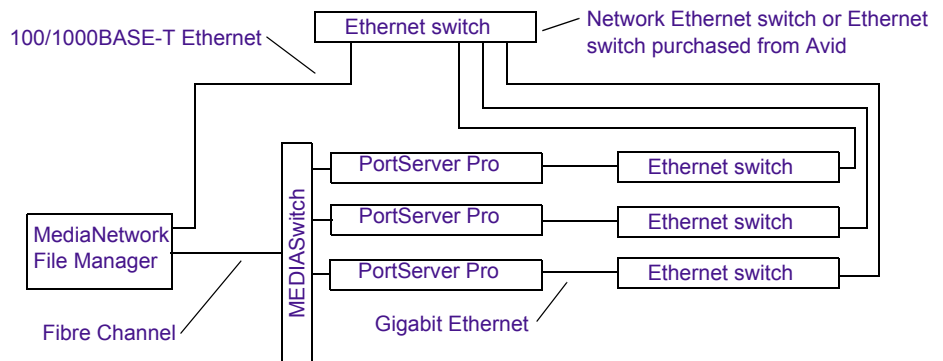 Ethernet switch
Network Ethernet switch or Ethernet
switch purchased from Avid
100/1000BASE-T Ethernet
PortServer Pro
Ethernet switch
PortServer Pro
Ethernet switch
PortServer Pro
Ethernet switch
MEDIASwitch
MediaNetwork
File Manager
Fibre Channel
Gigabit Ethernet